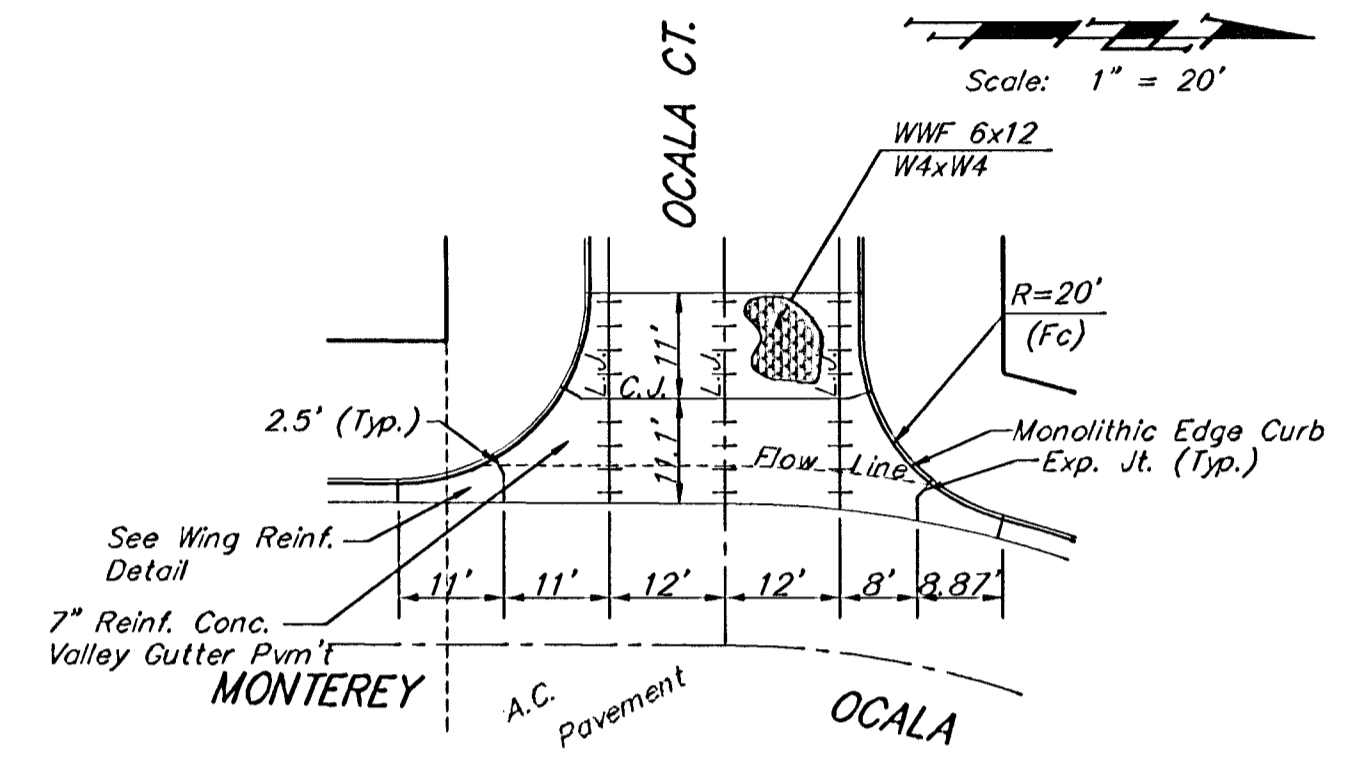 OCALA CT.
Scale: 1" = 20'
WWF 6x12
W4xW4
R=20'
(Fc)
11'
L.J.
L.J.
L.J.
C.J.
2.5' (Typ.)
11.1'
Flow Line
Monolithic Edge Curb
Exp. Jt. (Typ.)
See Wing Reinf.
Detail
11'
11'
12'
12'
8'
8.87'
7" Reinf. Conc.
Valley Gutter Pvm't
MONTEREY
A.C.
Pavement
OCALA